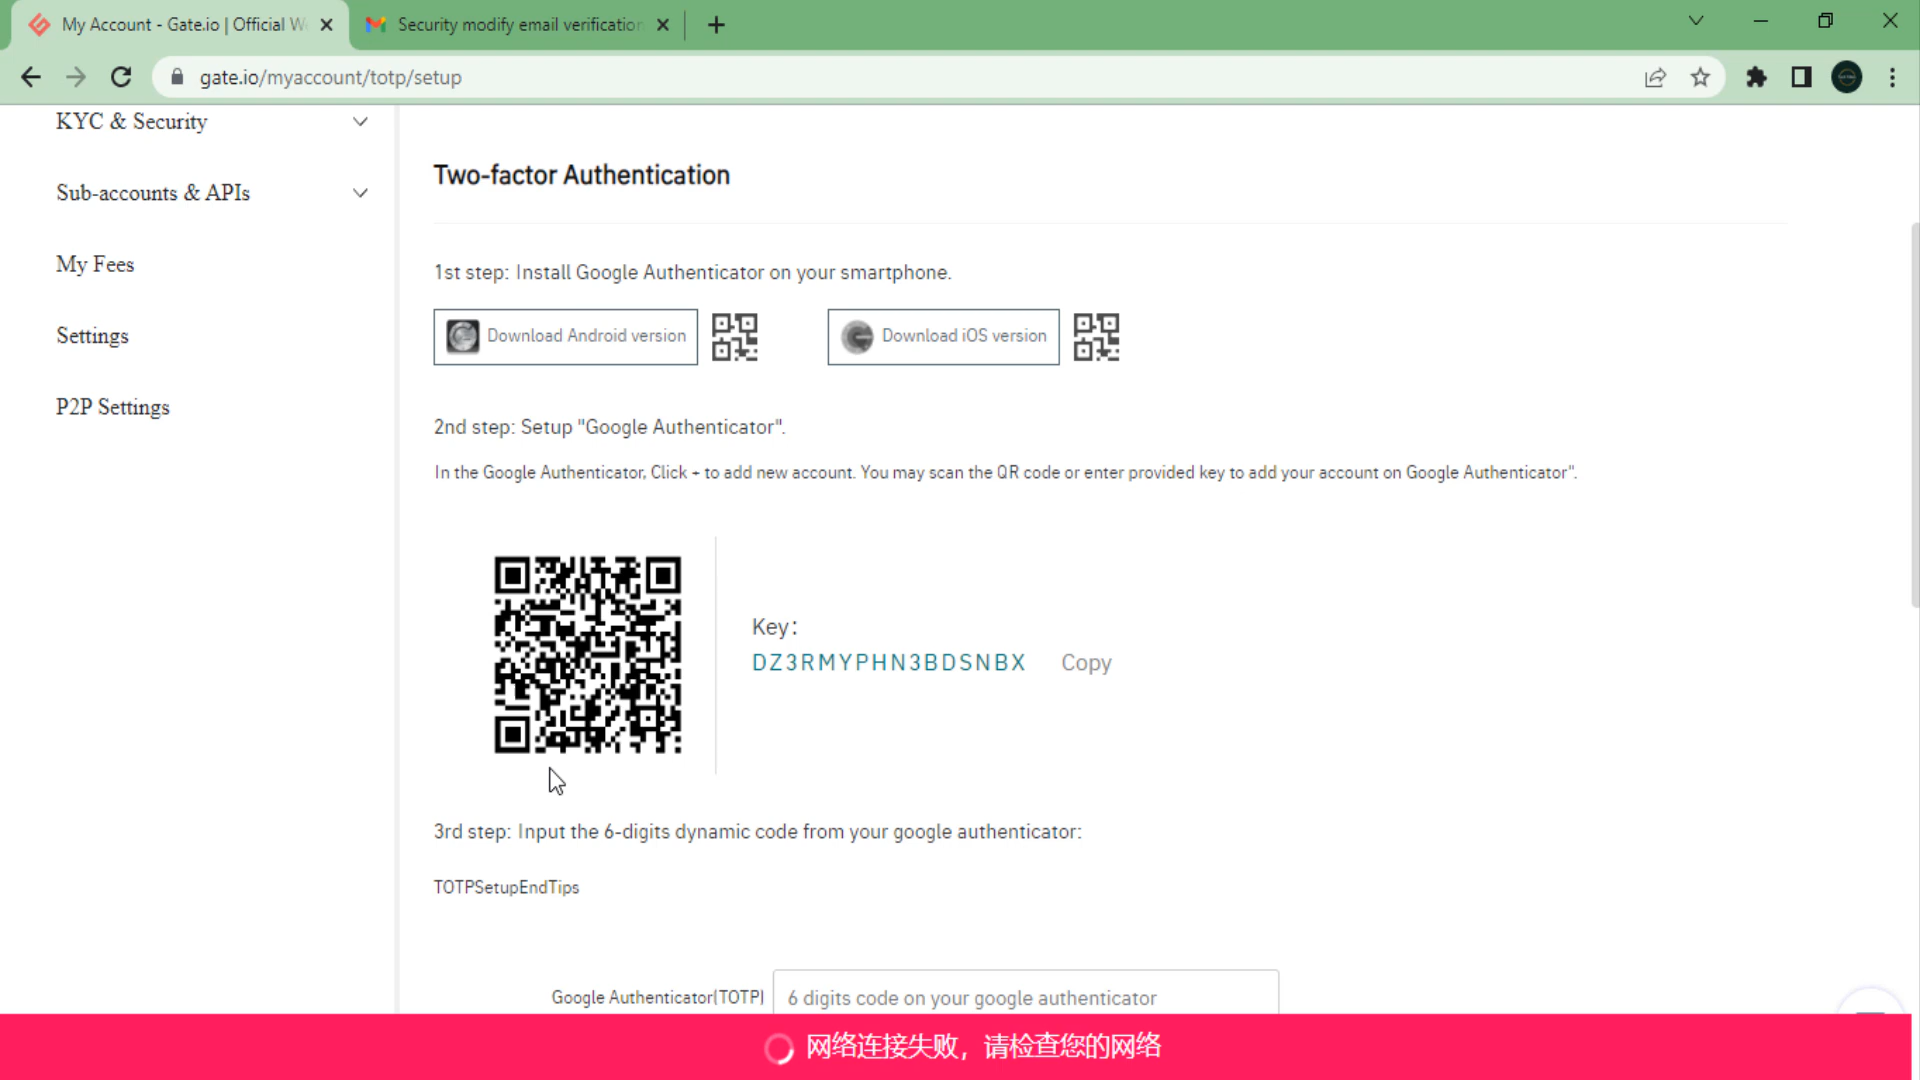 My Account - Gate.io | Official W
Security modify email verification
gate.io/myaccount/totp/setup
KYC & Security
Sub-accounts & APIs
My Fees
Settings
P2P Settings
Two-factor Authentication
1st step: Install Google Authenticator on your smartphone.
Download Android version
Download iOS version
2nd step: Setup "Google Authenticator".
In the Google Authenticator, Click + to add new account. You may scan the QR code or enter provided key to add your account on Google Authenticator".
Key:
DZ3RMYPHN3BDSNBX Copy
3rd step: Input the 6-digits dynamic code from your google authenticator:
TOTPSetupEndTips
Google Authenticator(TOTP) 6 digits code on your google authenticator
网络连接失败，请检查您的网络